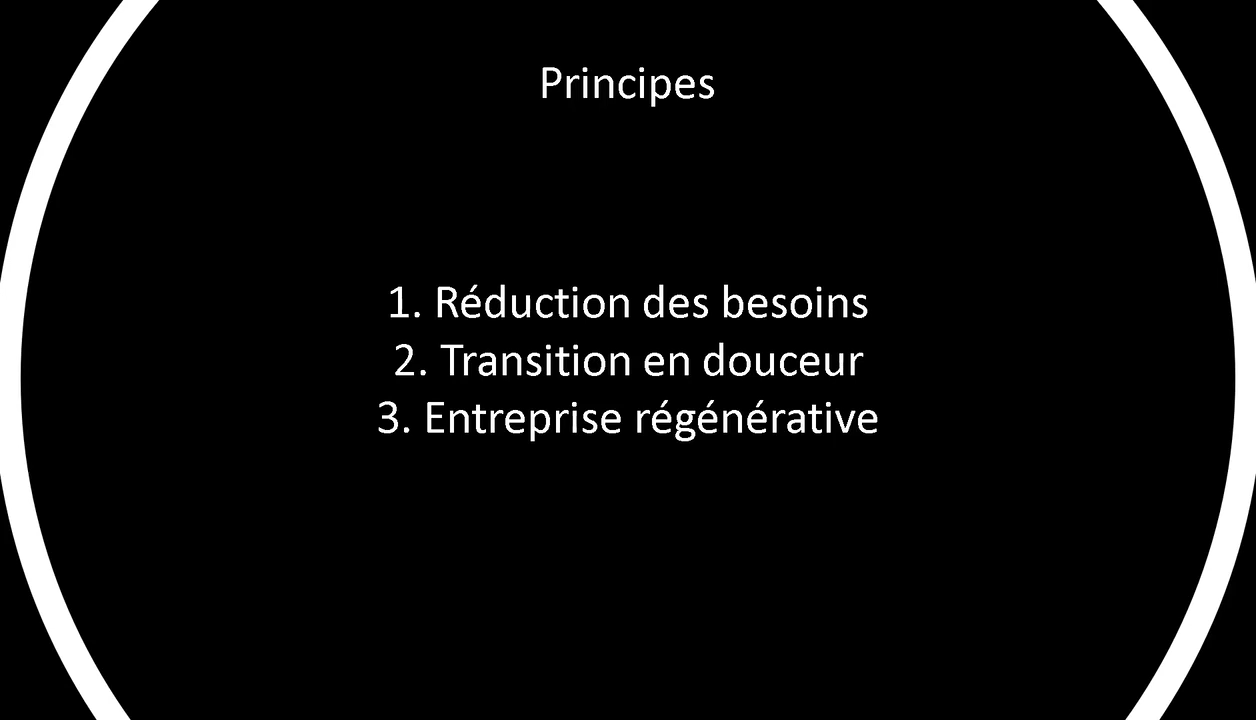 Principes
1. Réduction des besoins
2. Transition en douceur
3. Entreprise régénérative